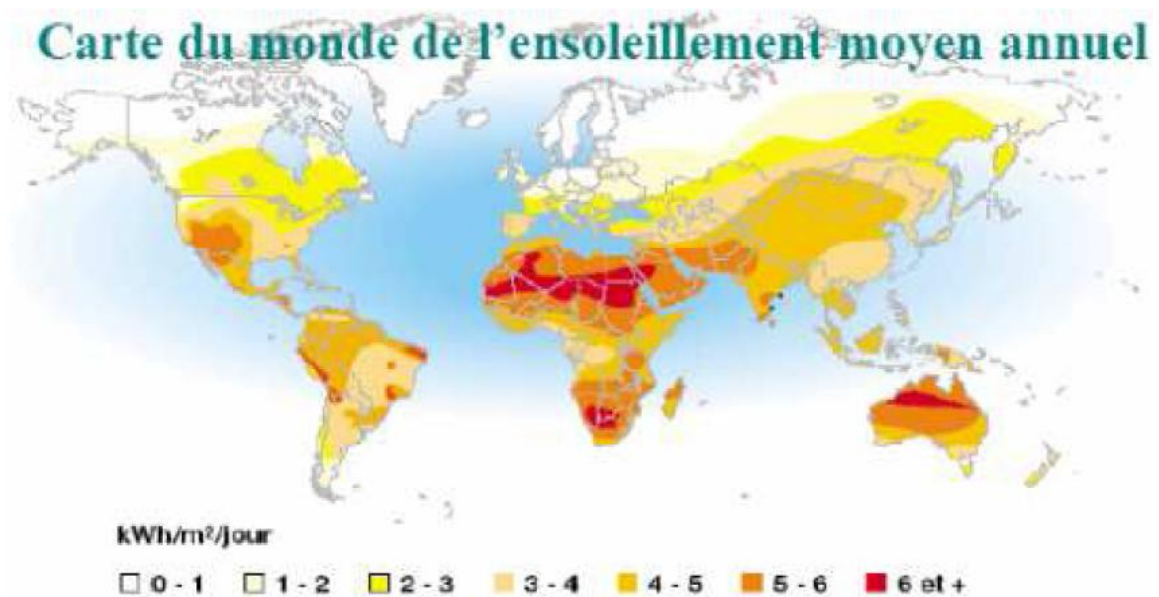 Carte du monde de l'ensoleillement moyen annuel
kWh/m²/jour
0 - 1 1 - 2 2 - 3 3 - 4 4 - 5 5 - 6 6 et +